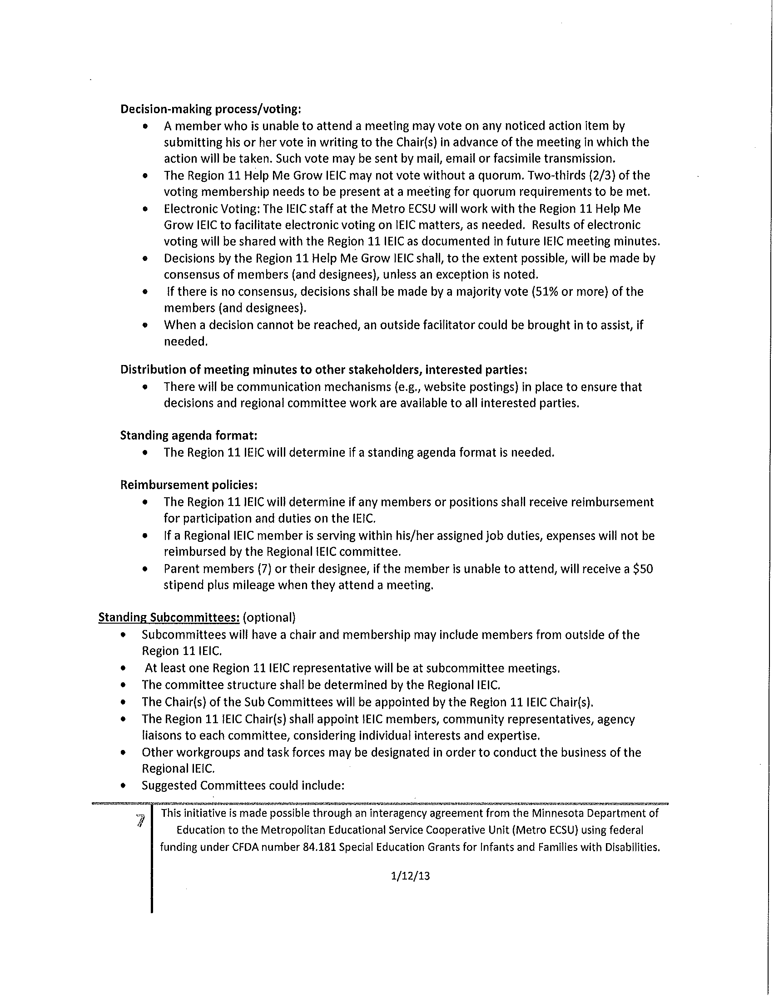 Decision-making process/voting:
• A member who is unable to attend a meeting may vote on any noticed action item by
submitting his or her vote in writing to the Chair(s) in advance of the meeting in which the
action will be taken. Such vote may be sent by mail, email or facsimile transmission.
• The Region 11 Help Me Grow IEIC may not vote without a quorum. Two-thirds (2/3) of the
voting membership needs to be present at a meeting for quorum requirements to be met.
• Electronic Voting: The IEIC staff at the Metro ECSU will work with the Region 11 Help Me
Grow IEIC to facilitate electronic voting on IEIC matters, as needed.  Results of electronic
voting will be shared with the Region 11 IEIC as documented in future IEIC meeting minutes.
• Decisions by the Region 11 Help Me Grow IEIC shall, to the extent possible, will be made by
consensus of members (and designees), unless an exception is noted.
• If there is no consensus, decisions shall be made by a majority vote (51% or more) of the
members (and designees).
• When a decision cannot be reached, an outside facilitator could be brought in to assist, if
needed.
Distribution of meeting minutes to other stakeholders, interested parties:
• There will be communication mechanisms (e.g., website postings) in place to ensure that
decisions and regional committee work are available to all interested parties.
Standing agenda format:
• The Region 11 IEIC will determine if a standing agenda format is needed.
Reimbursement policies:
• The Region 11 IEIC will determine if any members or positions shall receive reimbursement
for participation and duties on the IEIC.
• If a Regional IEIC member is serving within his/her assigned job duties, expenses will not be
reimbursed by the Regional IEIC committee.
• Parent members (7) or their designee, if the member is unable to attend, will receive a $50
stipend plus mileage when they attend a meeting.
Standing Subcommittees: (optional)
• Subcommittees will have a chair and membership may include members from outside of the
Region 11 IEIC.
• At least one Region 11 IEIC representative will be at subcommittee meetings.
• The committee structure shall be determined by the Regional IEIC.
• The Chair(s) of the Sub Committees will be appointed by the Region 11 IEIC Chair(s).
• The Region 11 IEIC Chair(s) shall appoint IEIC members, community representatives, agency
liaisons to each committee, considering individual interests and expertise.
• Other workgroups and task forces may be designated in order to conduct the business of the
Regional IEIC.
• Suggested Committees could include:
7
This initiative is made possible through an interagency agreement from the Minnesota Department of
Education to the Metropolitan Educational Service Cooperative Unit (Metro ECSU) using federal
funding under CFDA number 84.181 Special Education Grants for Infants and Families with Disabilities.
1/12/13